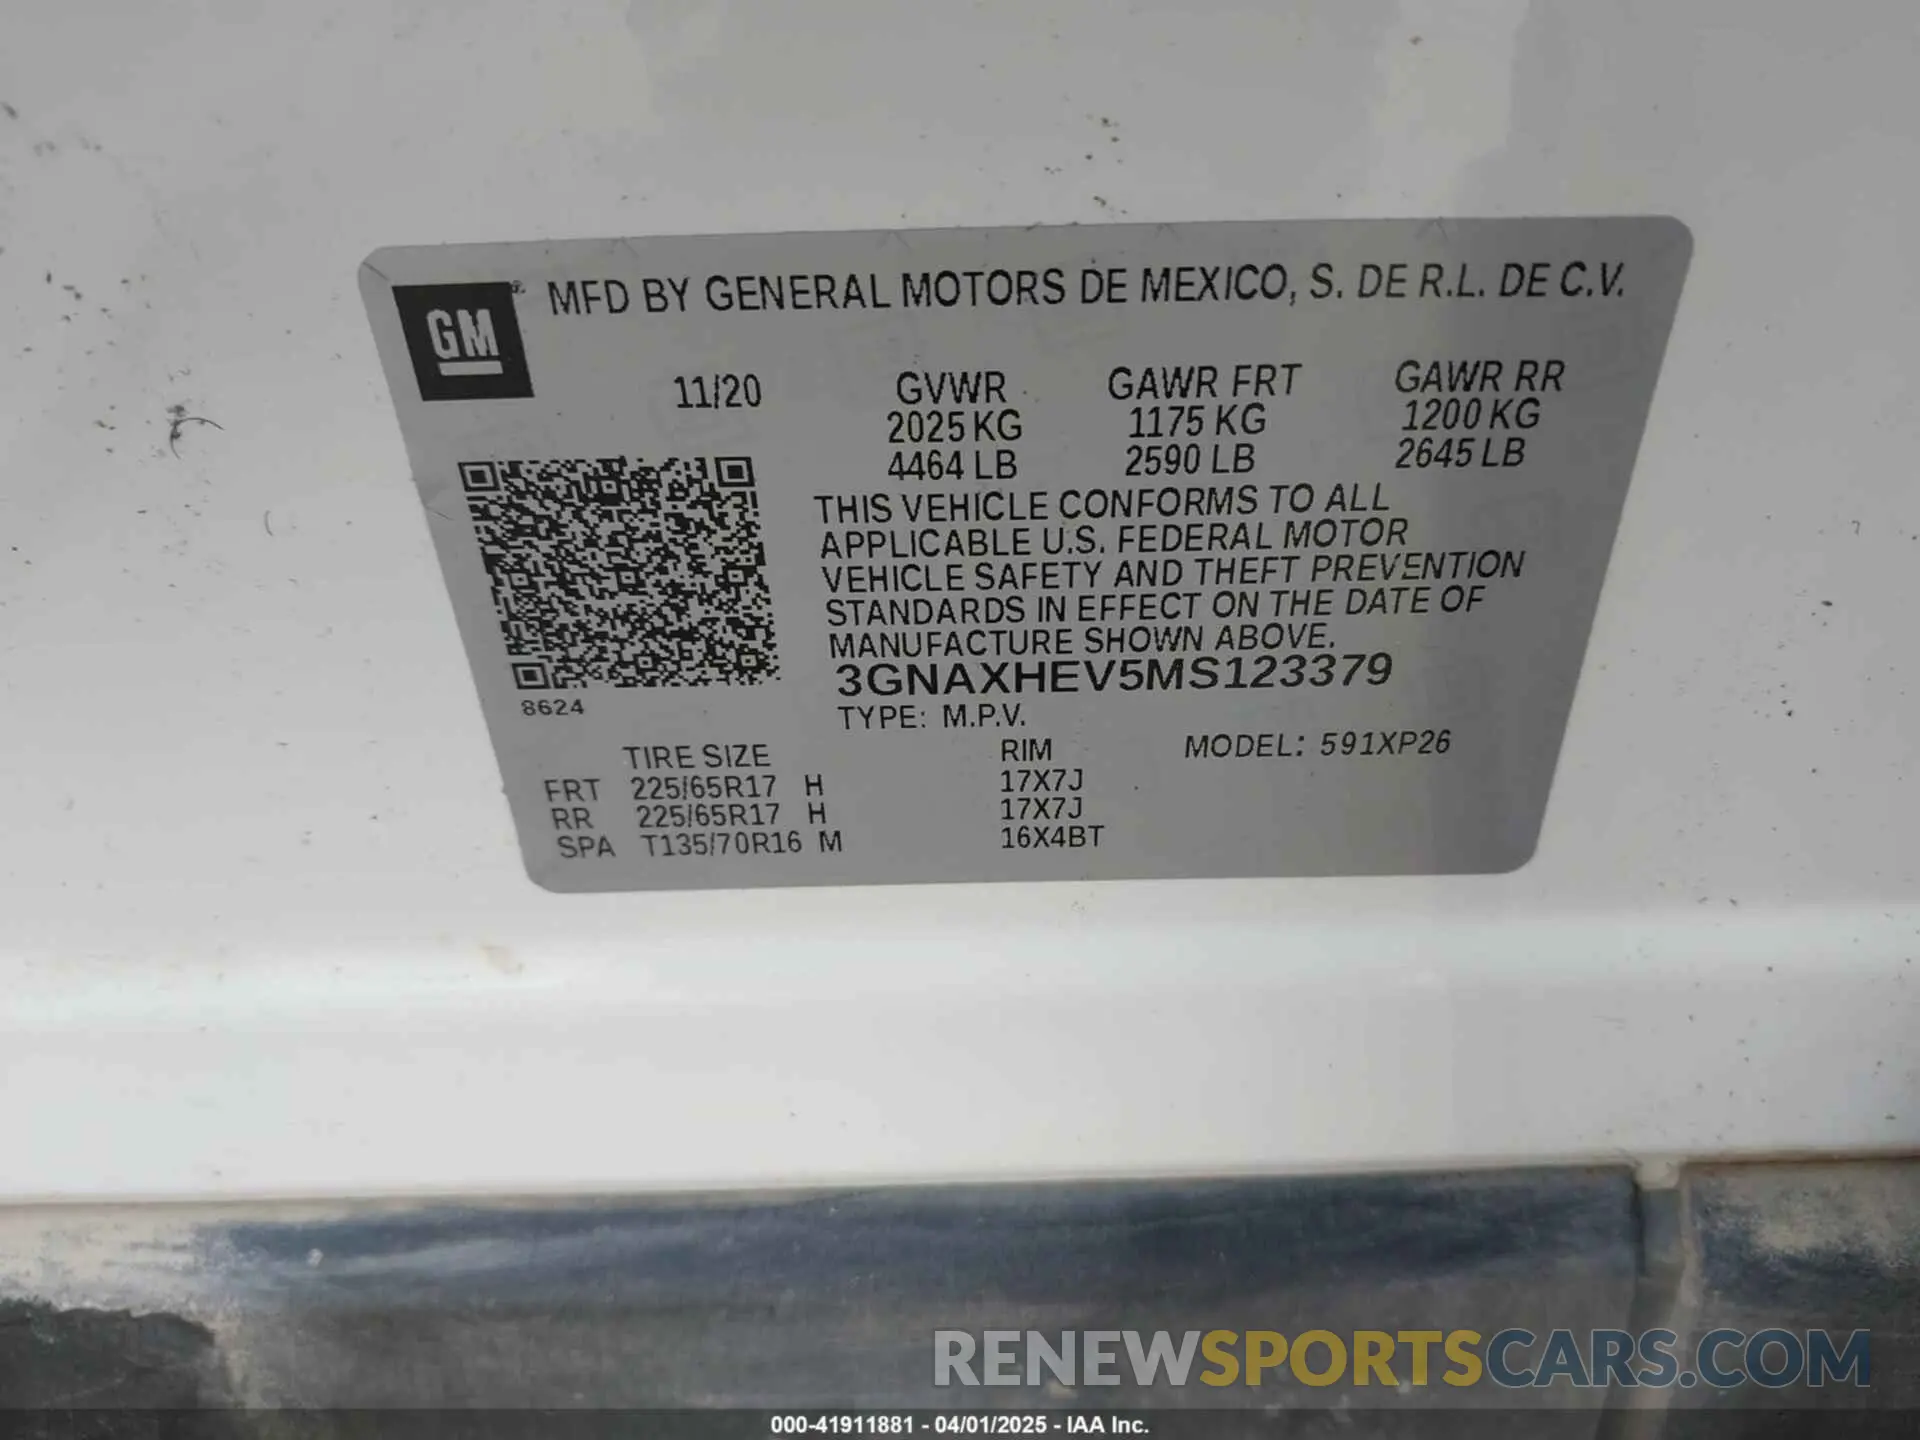 GM
MFD BY GENERAL MOTORS DE MEXICO, S. DE R.L. DE C.V.
11/20 GVWR GAWR FRT GAWR RR
2025 KG 1175 KG 1200 KG
4464 LB 2590 LB 2645 LB
THIS VEHICLE CONFORMS TO ALL
APPLICABLE U.S. FEDERAL MOTOR
VEHICLE SAFETY AND THEFT PREVENTION
STANDARDS IN EFFECT ON THE DATE OF
MANUFACTURE SHOWN ABOVE.
3GNAXHEV5MS123379
8624
TYPE: M.P.V.
TIRE SIZE RIM MODEL: 591XP26
FRT 225/65R17 H 17X7J
RR 225/65R17 H 17X7J
SPA T135/70R16 M 16X4BT
RENEWSPORTSCARS.COM
000-41911881 - 04/01/2025 - IAA Inc.